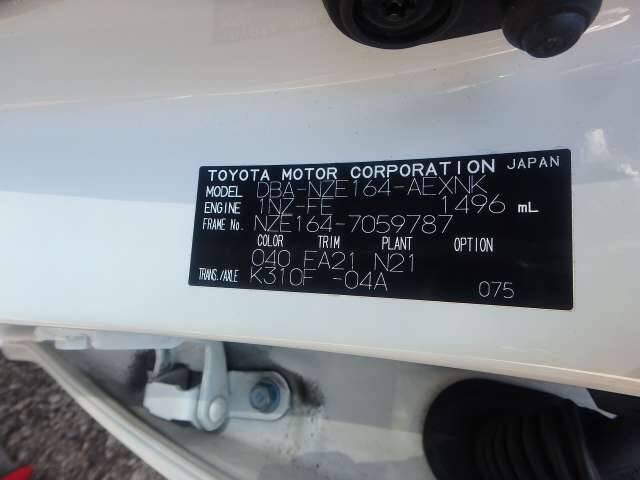 TOYOTA MOTOR CORPORATION JAPAN
MODEL DBA-NZE164-AEXNK
ENGINE 1NZ-FE 1496 mL
FRAME No. NZE164-7059787
COLOR TRIM PLANT OPTION
040 FA21 N21
TRANS./AXLE K310F -04A
075